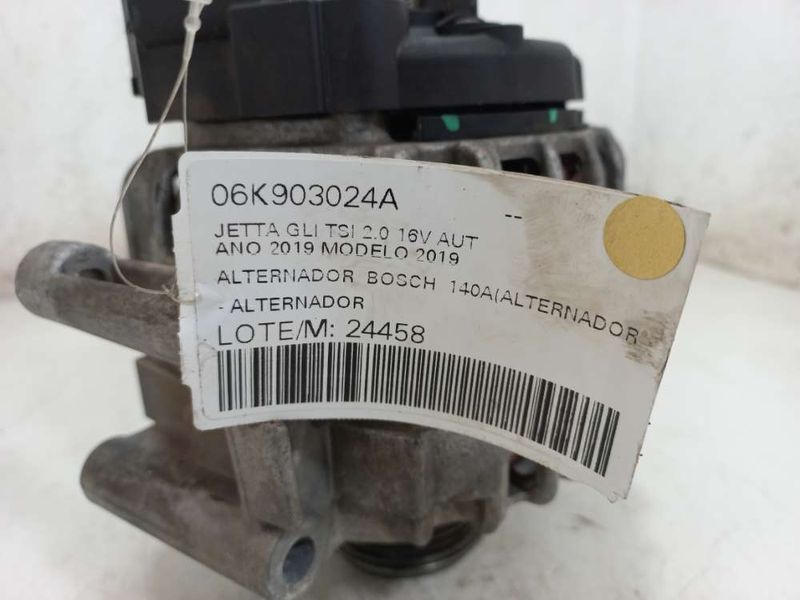 06K903024A
--
JETTA GLI TSI 2.0 16V AUT
ANO 2019 MODELO 2019
ALTERNADOR BOSCH 140A(ALTERNADOR
- ALTERNADOR
LOTE/M: 24458